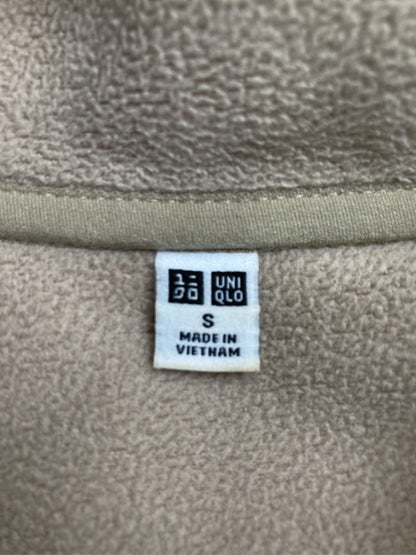 ユニ UNI
クロ QLO
S
MADE IN
VIETNAM